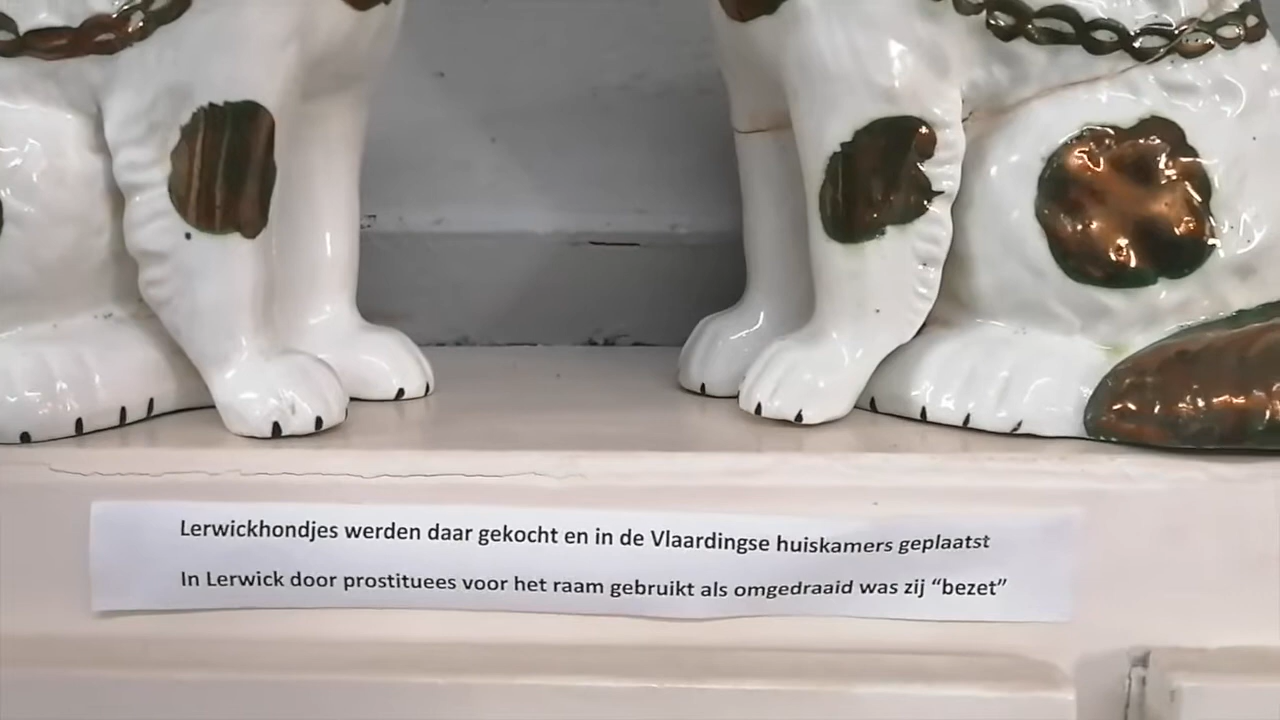 Lerwickhondjes werden daar gekocht en in de Vlaardingse huiskamers geplaatst
In Lerwick door prostituees voor het raam gebruikt als omgedraaid was zij “bezet”